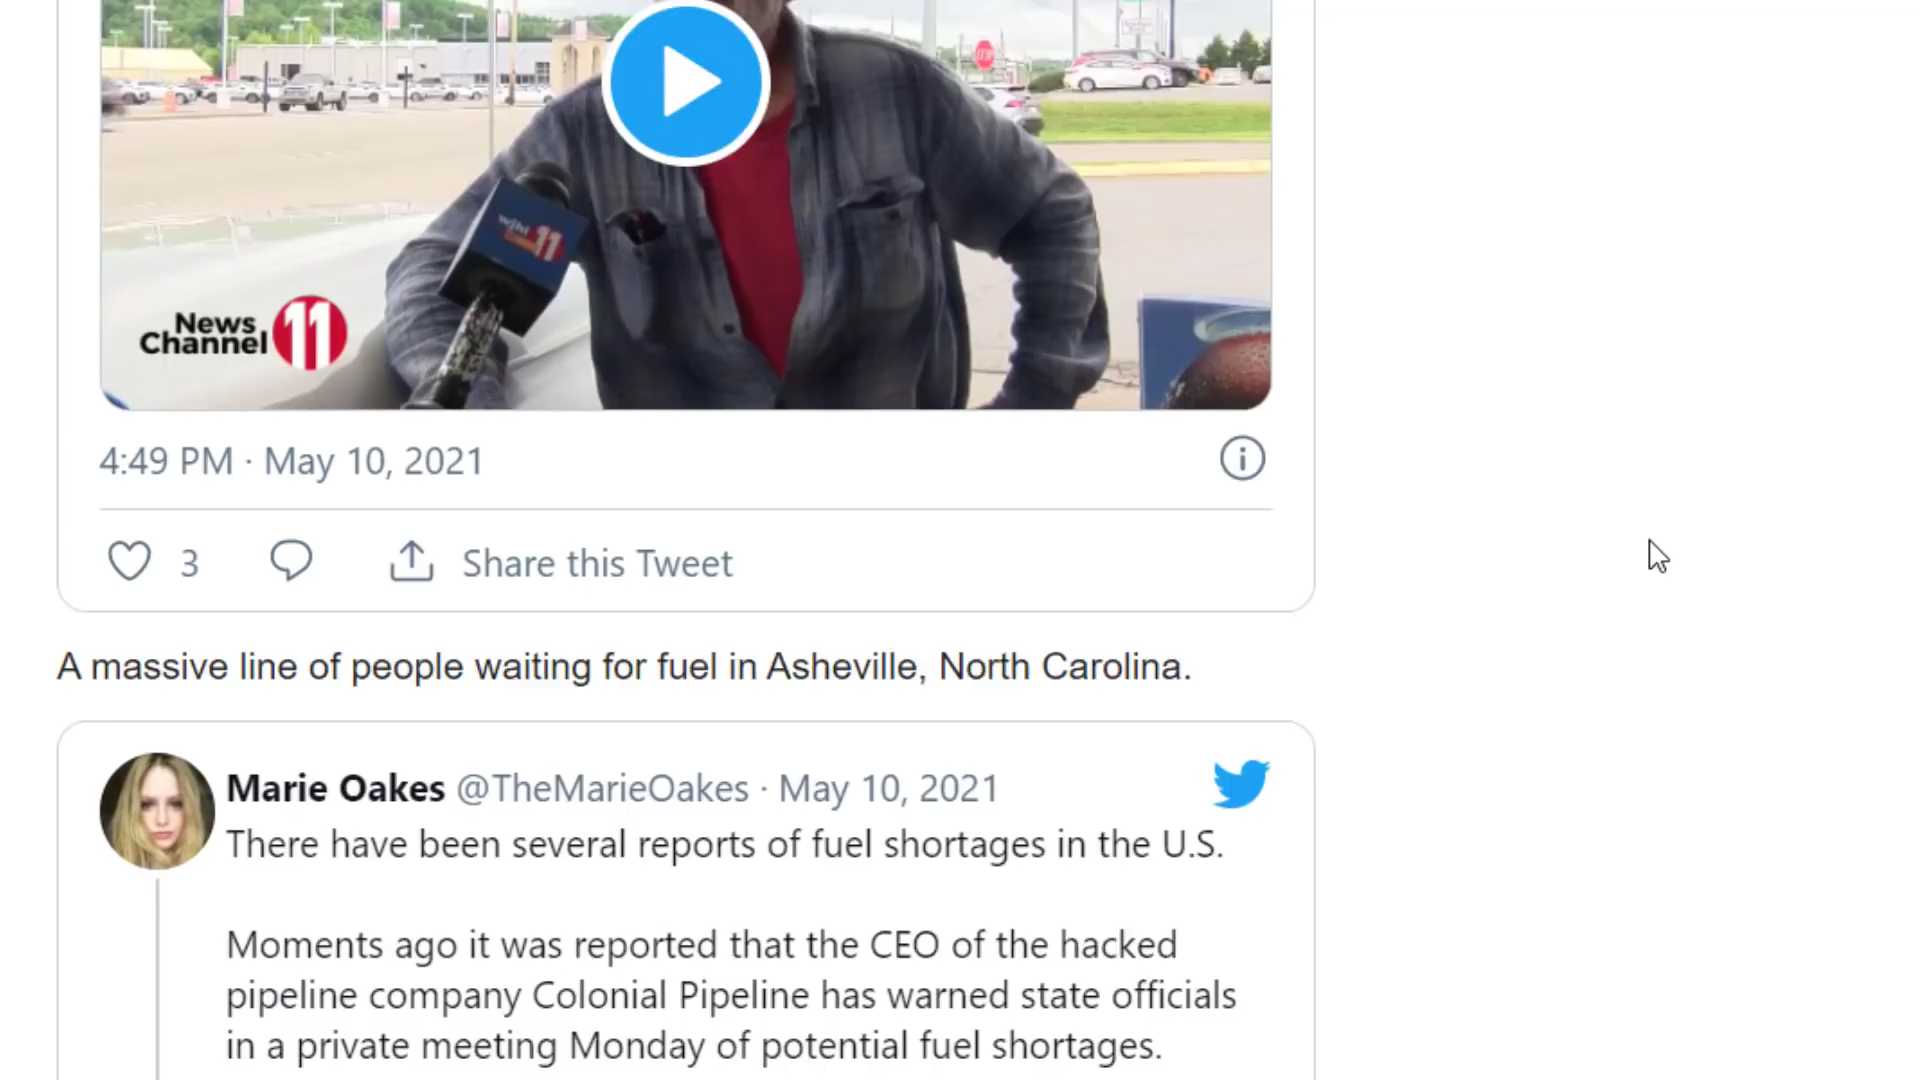 STOP
wjhl
11
News
Channel 11
4:49 PM · May 10, 2021
3
Share this Tweet
A massive line of people waiting for fuel in Asheville, North Carolina.
Marie Oakes @TheMarieOakes · May 10, 2021
There have been several reports of fuel shortages in the U.S.
Moments ago it was reported that the CEO of the hacked
pipeline company Colonial Pipeline has warned state officials
in a private meeting Monday of potential fuel shortages.